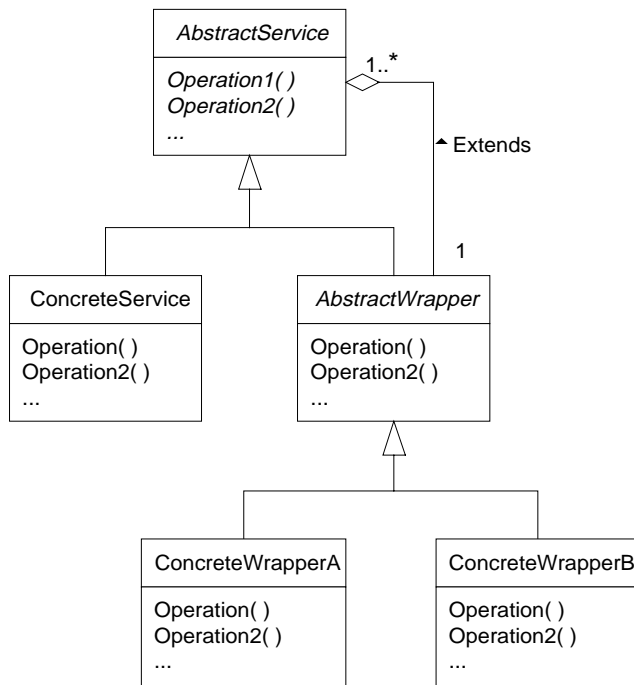 AbstractService
1..*
Operation1( )
Operation2( )
...
Extends
1
ConcreteService
AbstractWrapper
Operation( )
Operation2( )
...
Operation( )
Operation2( )
...
ConcreteWrapperA
ConcreteWrapperB
Operation( )
Operation2( )
...
Operation( )
Operation2( )
...